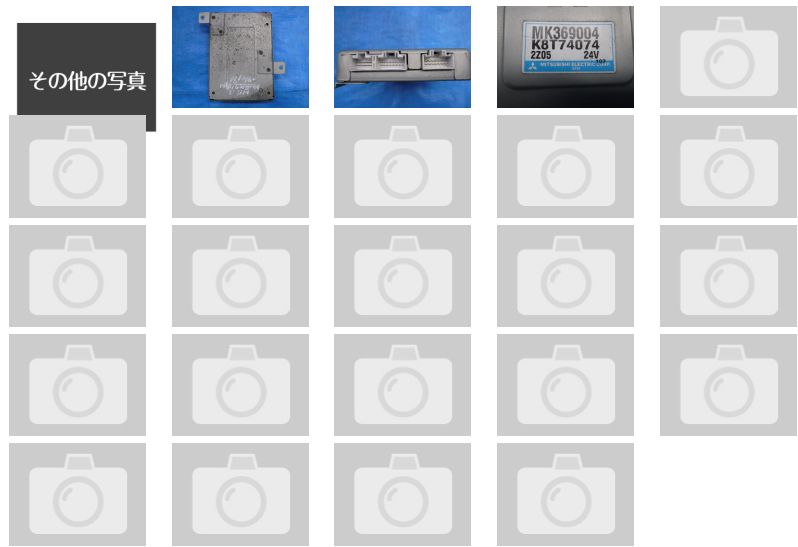 その他の写真
MK369004
K8T74074
2Z05 24V
MITSUBISHI ELECTRIC CORP.